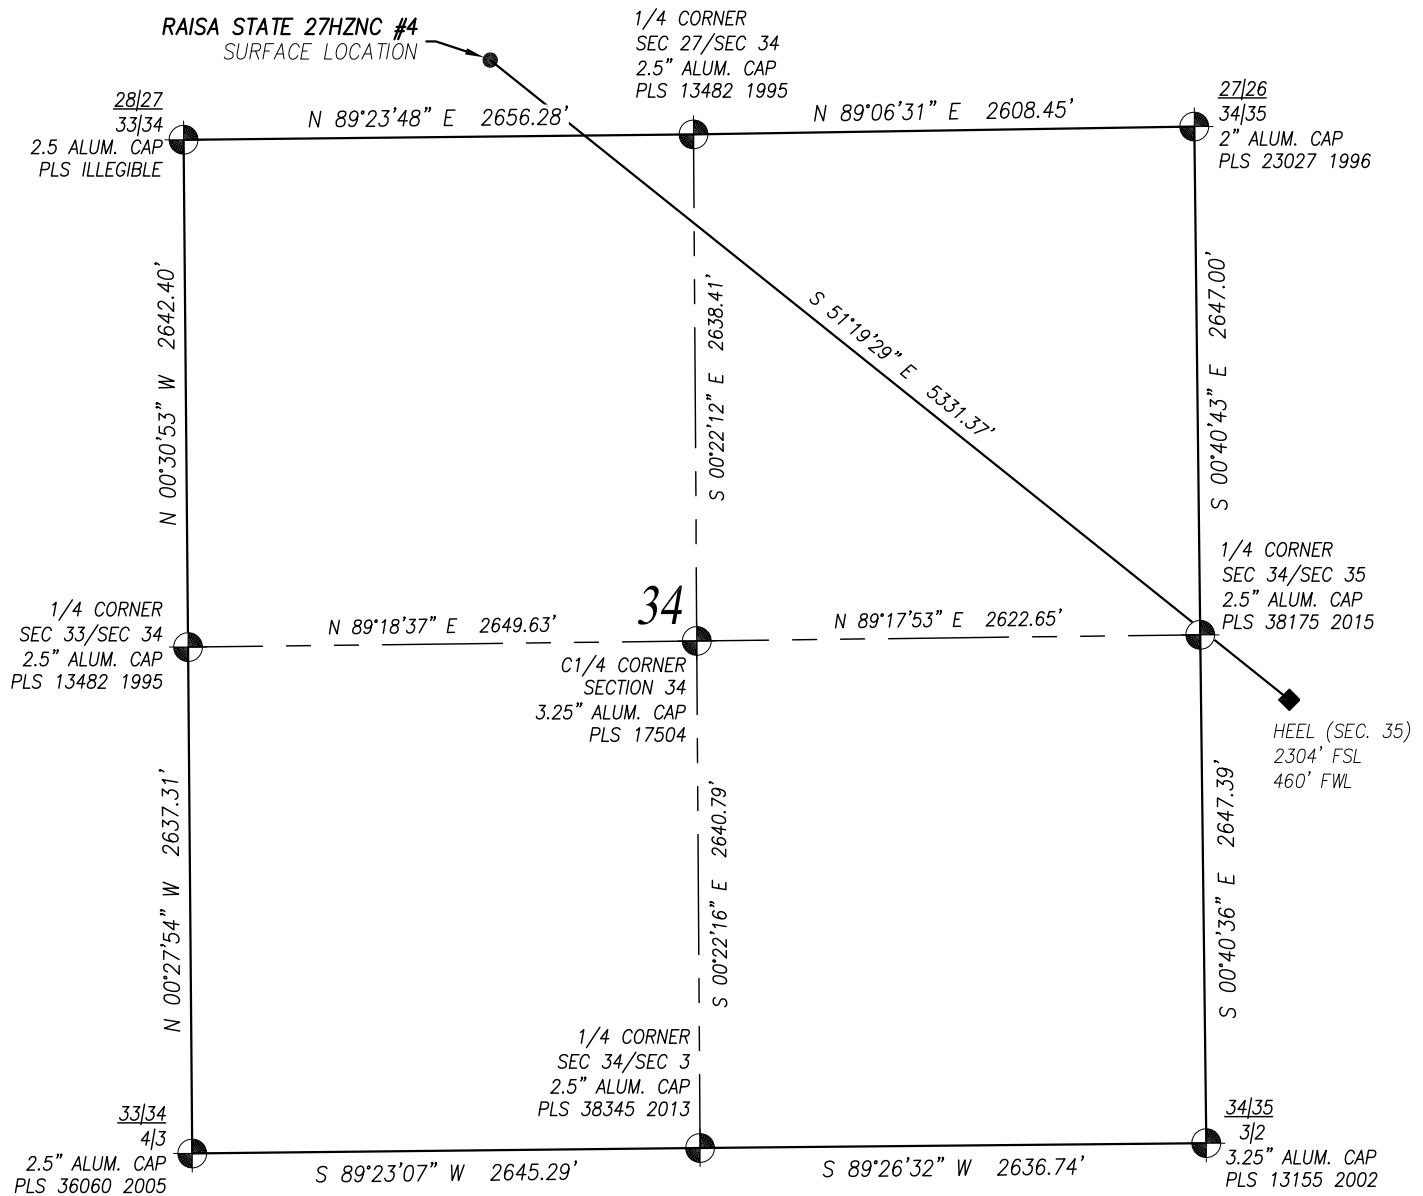 RAISA STATE 27HZNC #4
SURFACE LOCATION
1/4 CORNER
SEC 27/SEC 34
2.5" ALUM. CAP
PLS 13482 1995
28|27
33|34
2.5 ALUM. CAP
PLS ILLEGIBLE
N 89°23'48" E 2656.28'
N 89°06'31" E 2608.45'
27|26
34|35
2" ALUM. CAP
PLS 23027 1996
N 00°30'53" W 2642.40'
S 00°22'12" E 2638.41'
S 51°19'29" E 5331.37'
S 00°40'43" E 2647.00'
1/4 CORNER
SEC 33/SEC 34
2.5" ALUM. CAP
PLS 13482 1995
N 89°18'37" E 2649.63'
34
C1/4 CORNER
SECTION 34
3.25" ALUM. CAP
PLS 17504
N 89°17'53" E 2622.65'
1/4 CORNER
SEC 34/SEC 35
2.5" ALUM. CAP
PLS 38175 2015
HEEL (SEC. 35)
2304' FSL
460' FWL
N 00°27'54" W 2637.31'
S 00°22'16" E 2640.79'
S 00°40'36" E 2647.39'
1/4 CORNER
SEC 34/SEC 3
2.5" ALUM. CAP
PLS 38345 2013
33|34
4|3
2.5" ALUM. CAP
PLS 36060 2005
S 89°23'07" W 2645.29'
S 89°26'32" W 2636.74'
34|35
3|2
3.25" ALUM. CAP
PLS 13155 2002